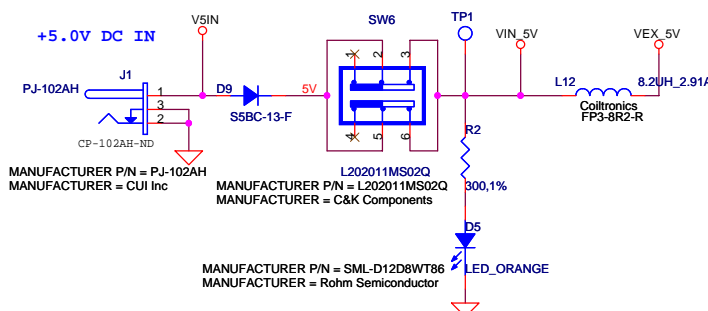 +5.0V DC IN
V5IN
SW6
TP1
VIN_5V
VEX_5V
J1
PJ-102AH
1
3
2
CP-102AH-ND
D9
S5BC-13-F
5V
1
2
3
4
5
6
L202011MS02Q
L12
8.2UH_2.91A
Coiltronics
FP3-8R2-R
R2
300,1%
MANUFACTURER P/N = PJ-102AH
MANUFACTURER = CUI Inc
MANUFACTURER P/N = L202011MS02Q
MANUFACTURER = C&K Components
D5
LED_ORANGE
MANUFACTURER P/N = SML-D12D8WT86
MANUFACTURER = Rohm Semiconductor